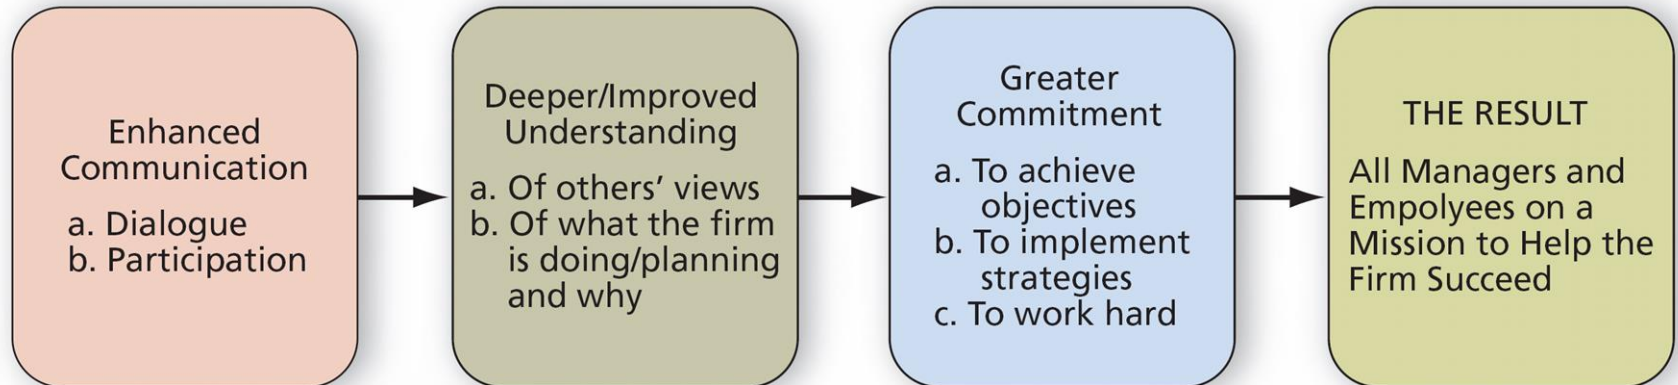 Enhanced
Communication
a. Dialogue
b. Participation
Deeper/Improved
Understanding
a. Of others’ views
b. Of what the firm
is doing/planning
and why
Greater
Commitment
a. To achieve
objectives
b. To implement
strategies
c. To work hard
THE RESULT
All Managers and
Empolyees on a
Mission to Help the
Firm Succeed